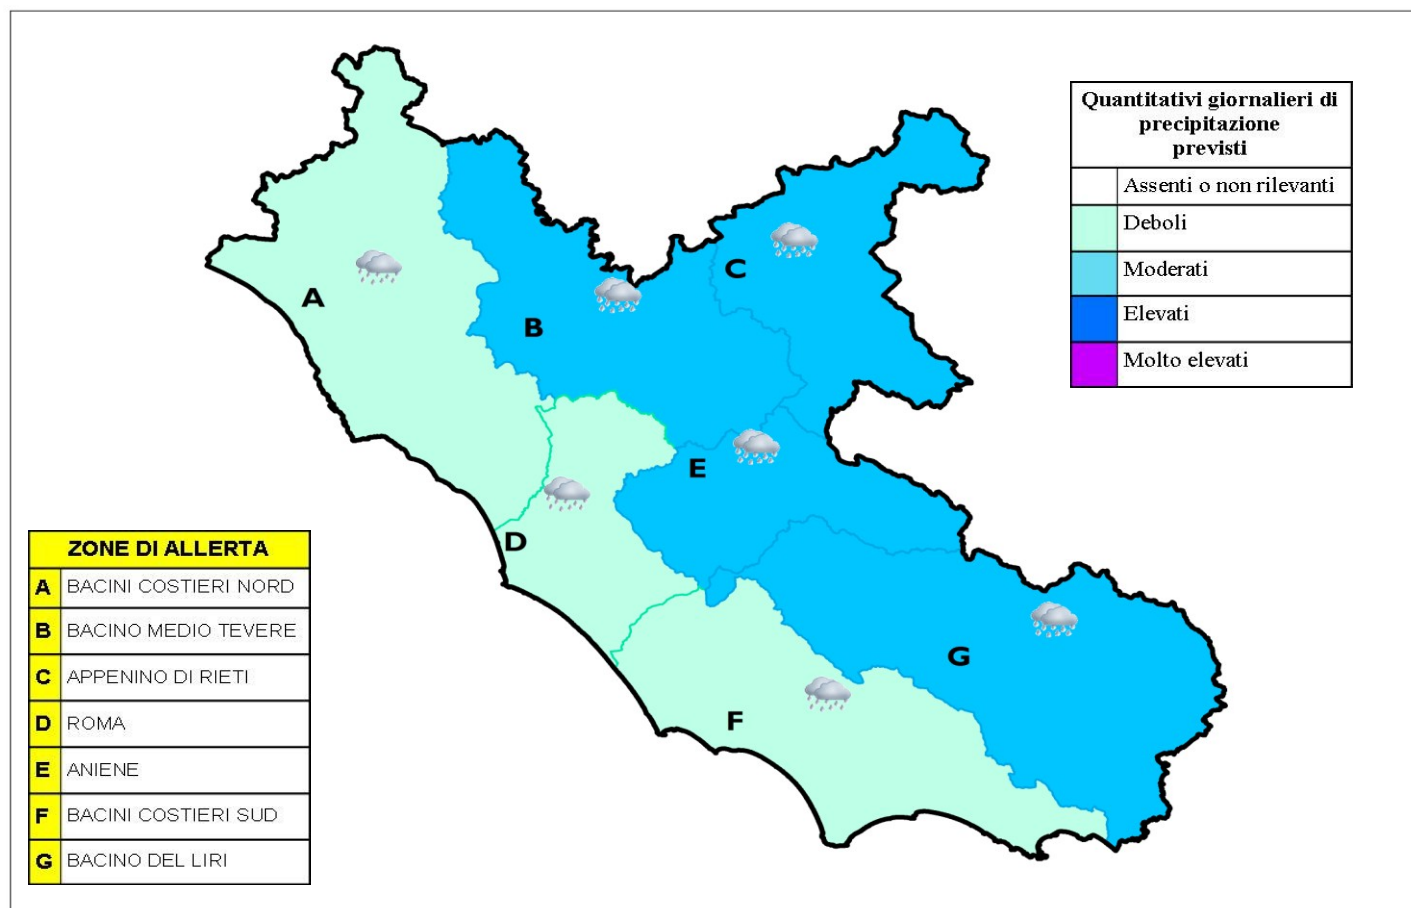 Quantitativi giornalieri di
precipitazione
previsti
Assenti o non rilevanti
Deboli
Moderati
Elevati
Molto elevati
A
B
C
D
E
F
G
ZONE DI ALLERTA
A BACINI COSTIERI NORD
B BACINO MEDIO TEVERE
C APPENINO DI RIETI
D ROMA
E ANIENE
F BACINI COSTIERI SUD
G BACINO DEL LIRI